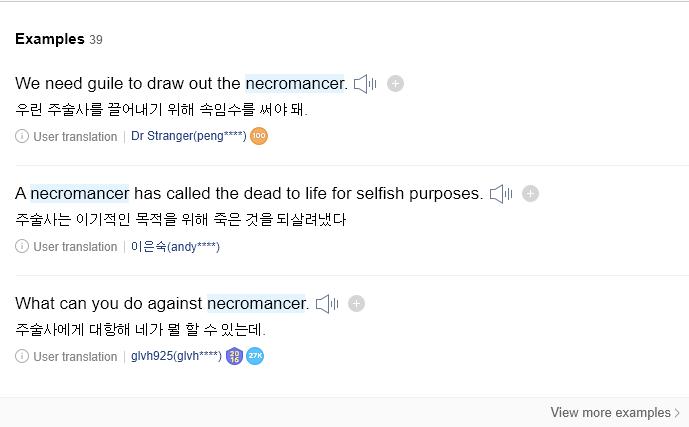 Examples 39
We need guile to draw out the necromancer.
우린 주술사를 끌어내기 위해 속임수를 써야 돼.
User translation | Dr Stranger(peng****) 100
A necromancer has called the dead to life for selfish purposes.
주술사는 이기적인 목적을 위해 죽은 것을 되살려냈다
User translation | 이은숙(andy****)
What can you do against necromancer.
주술사에게 대항해 네가 뭘 할 수 있는데.
User translation | glvh925(glvh****) 2016 27K
View more examples